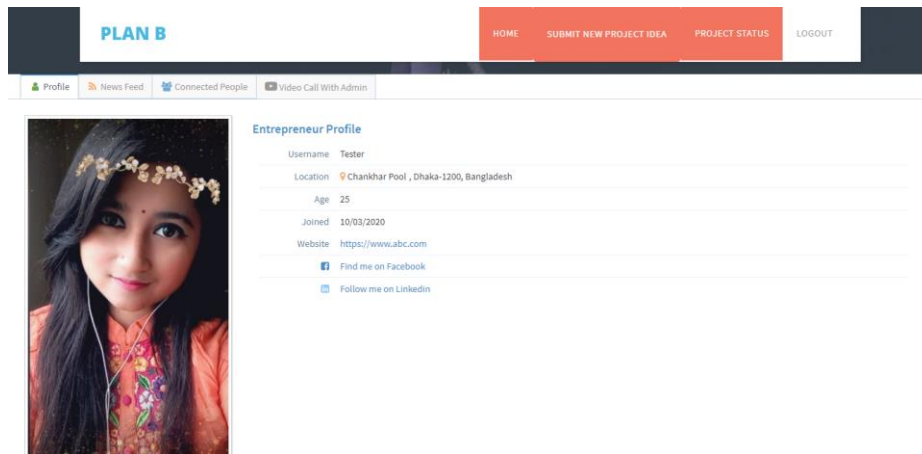 PLAN B
HOME SUBMIT NEW PROJECT IDEA PROJECT STATUS LOGOUT
Profile News Feed Connected People Video Call With Admin
Entrepreneur Profile
Username Tester
Location Chankhar Pool , Dhaka-1200, Bangladesh
Age 25
Joined 10/03/2020
Website https://www.abc.com
Find me on Facebook
Follow me on Linkedin